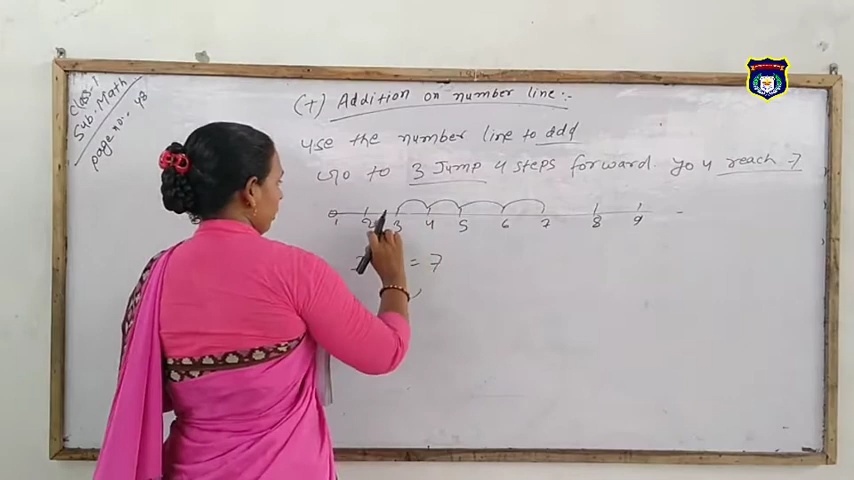 Class-1
Sub:- Math
page no:- 48
(+) Addition on number line:-
use the number line to add
Go to 3 Jump 4 steps forward. you reach 7
1 2 3 4 5 6 7 8 9
= 7